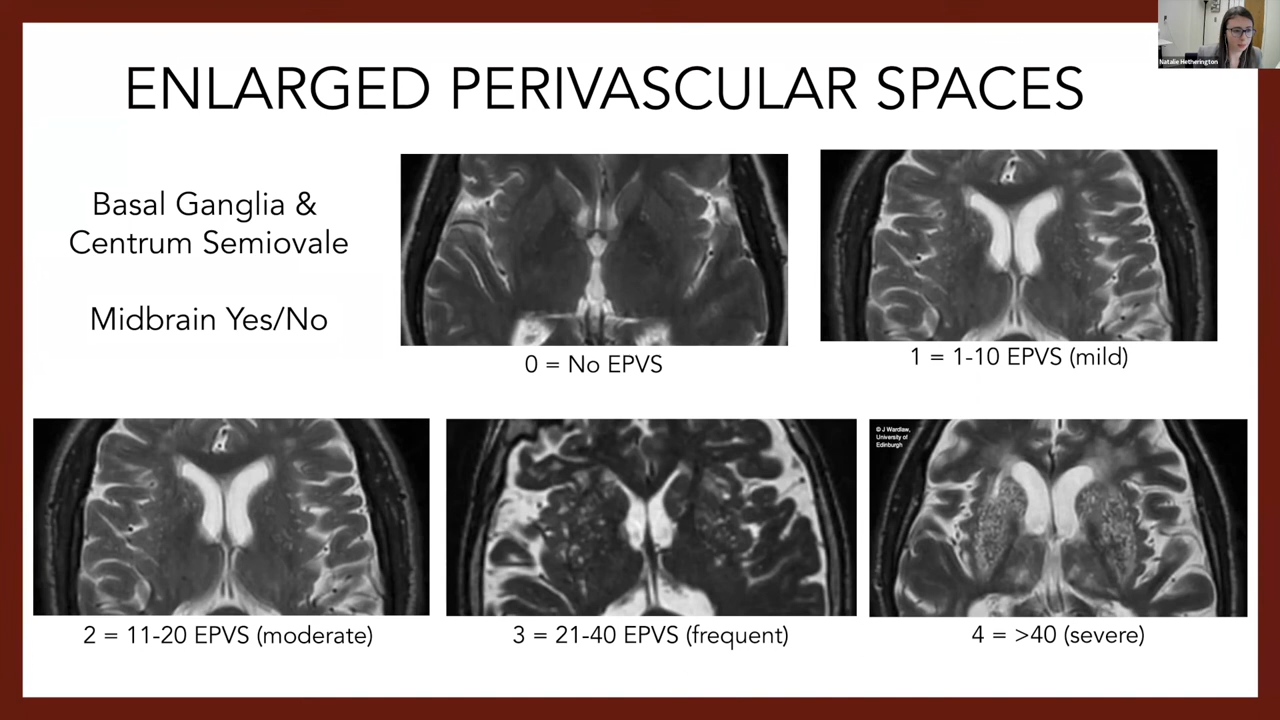 Natalie Hetherington
ENLARGED PERIVASCULAR SPACES
Basal Ganglia &
Centrum Semiovale
Midbrain Yes/No
0 = No EPVS
1 = 1-10 EPVS (mild)
© J Wardlaw,
University of
Edinburgh
2 = 11-20 EPVS (moderate)
3 = 21-40 EPVS (frequent)
4 = >40 (severe)